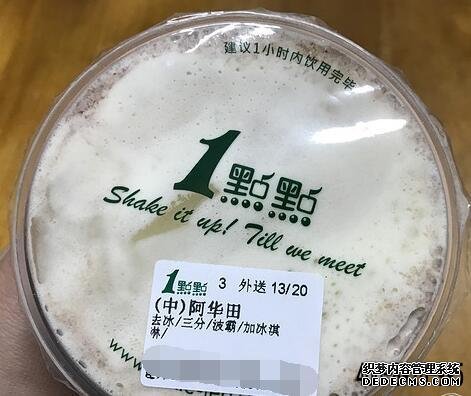 建议1小时内饮用完毕
1點點
Shake it up! Till we meet
1點點 3 外送 13/20
(中)阿华田
去冰/三分/波霸/加冰淇
淋/
www.
织梦内容管理系统
DEDECMS.COM